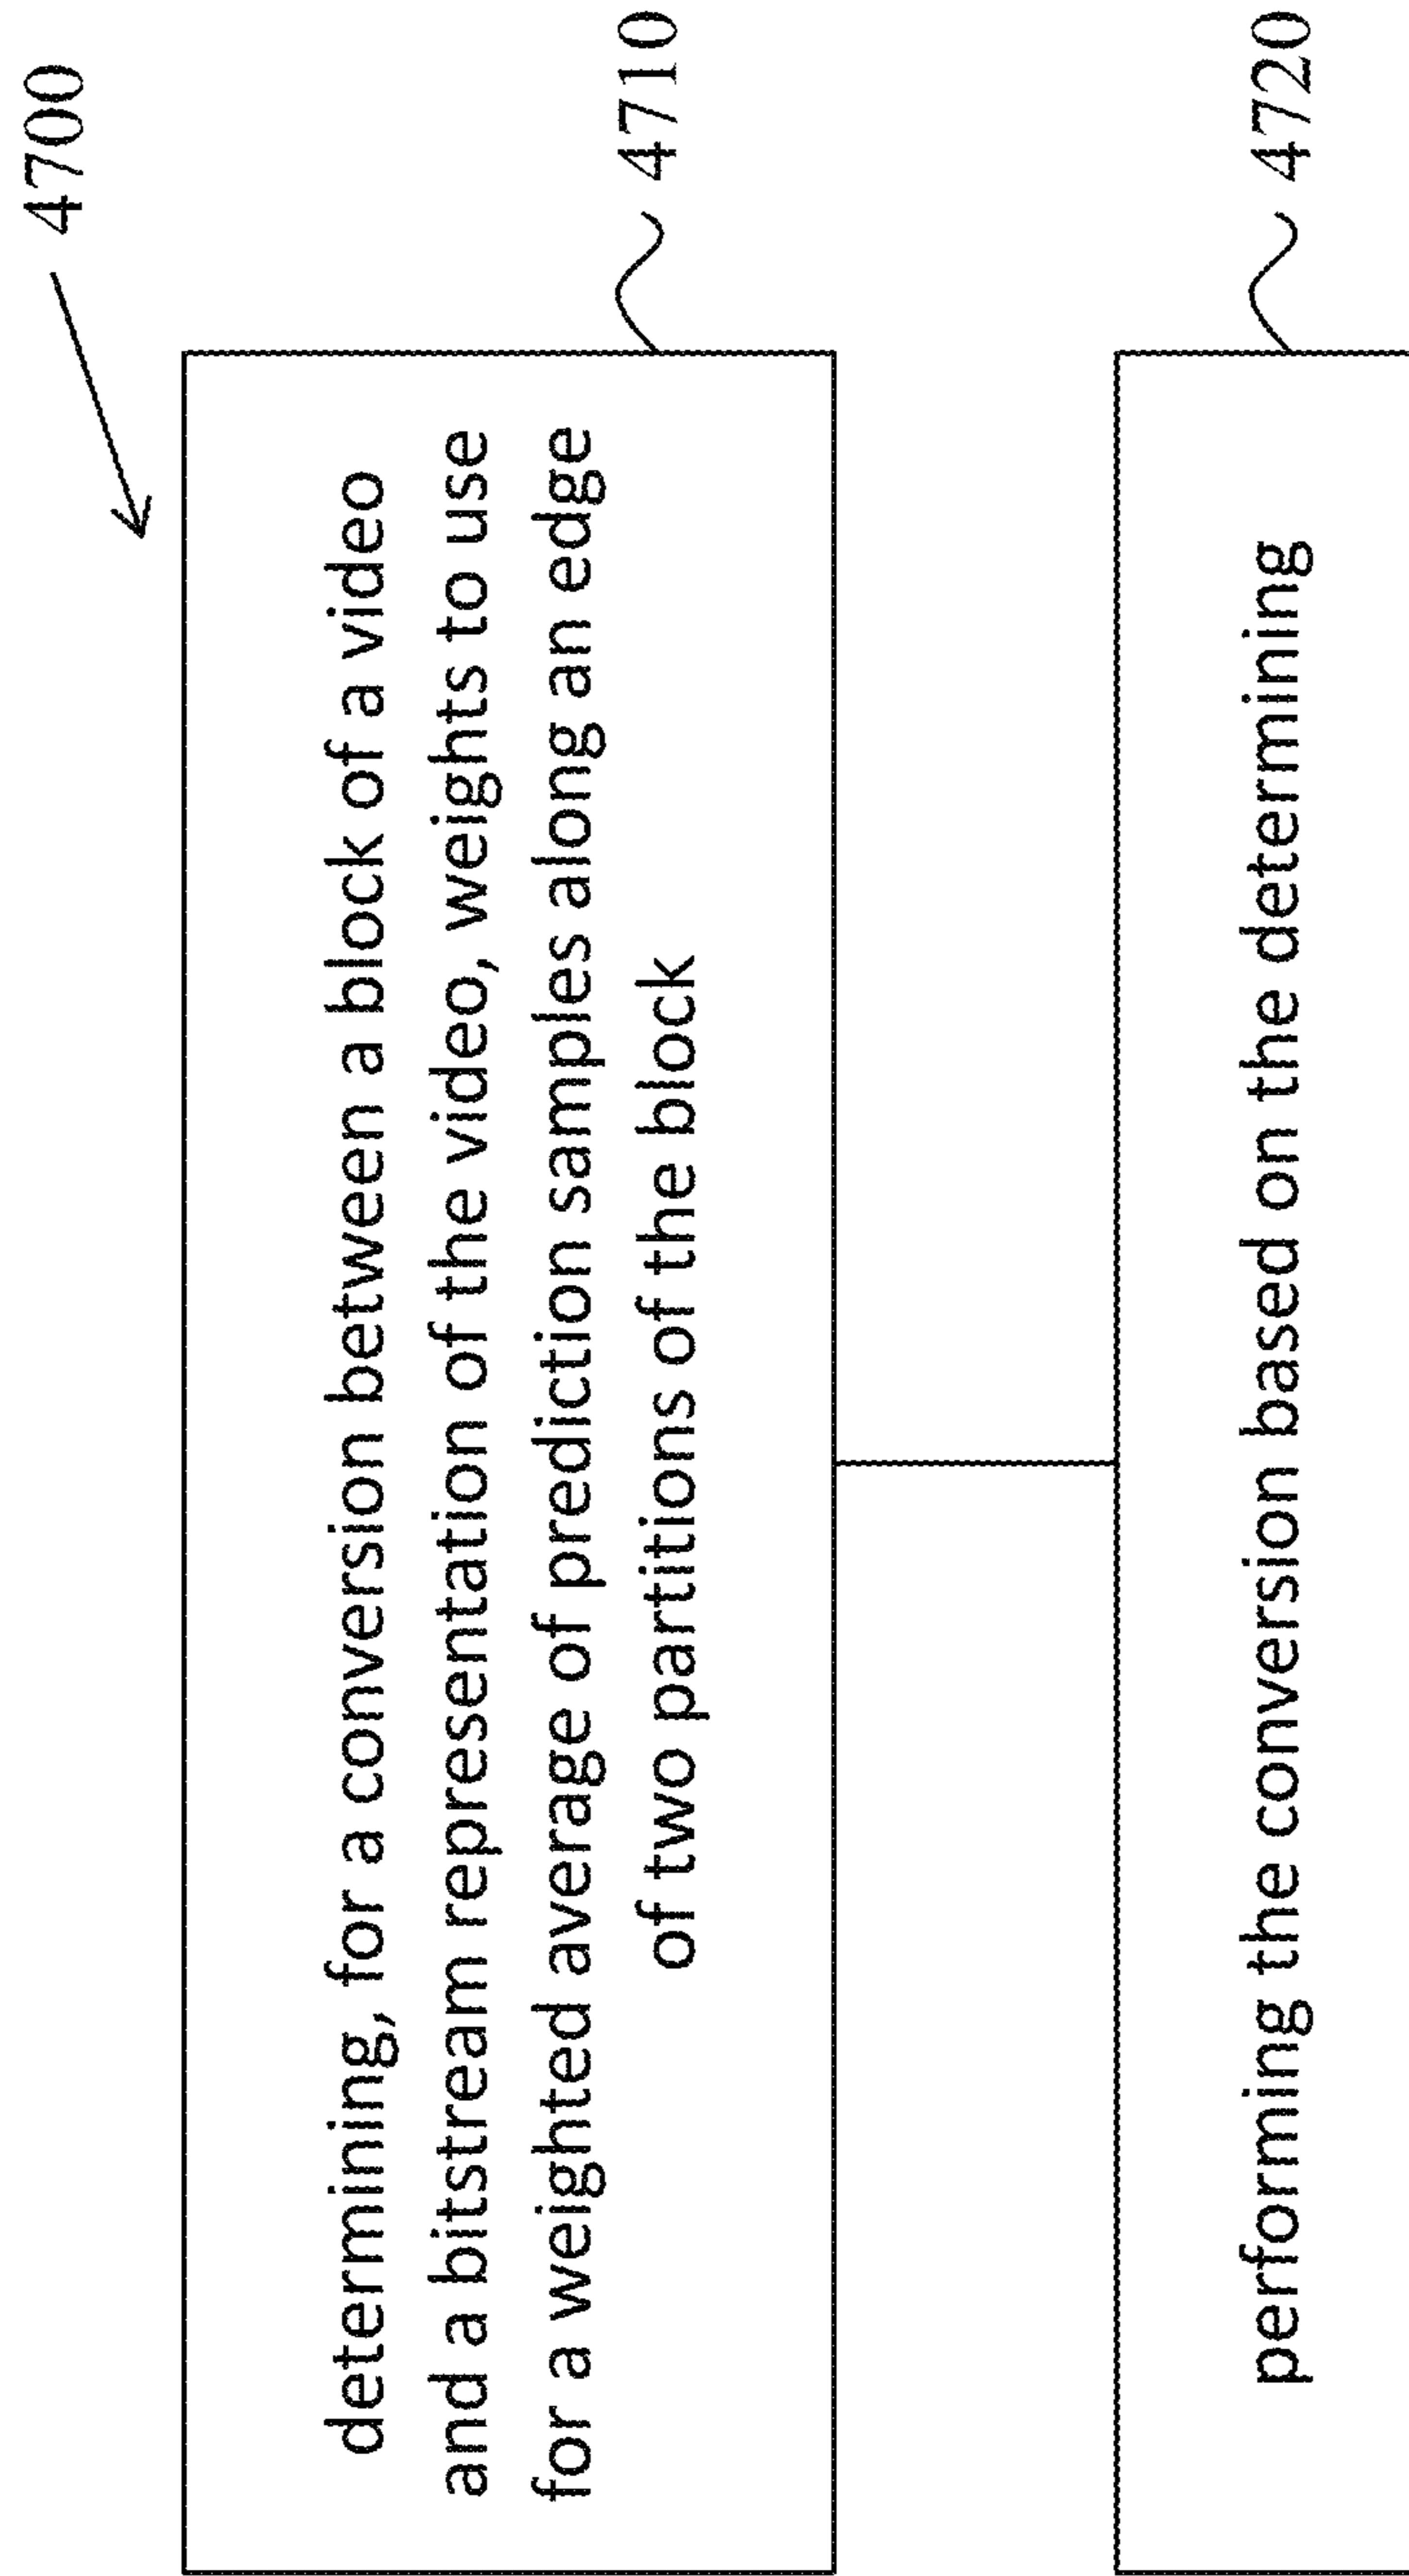 4700
determining, for a conversion between a block of a video
and a bitstream representation of the video, weights to use
for a weighted average of prediction samples along an edge
of two partitions of the block
4710
performing the conversion based on the determining
4720